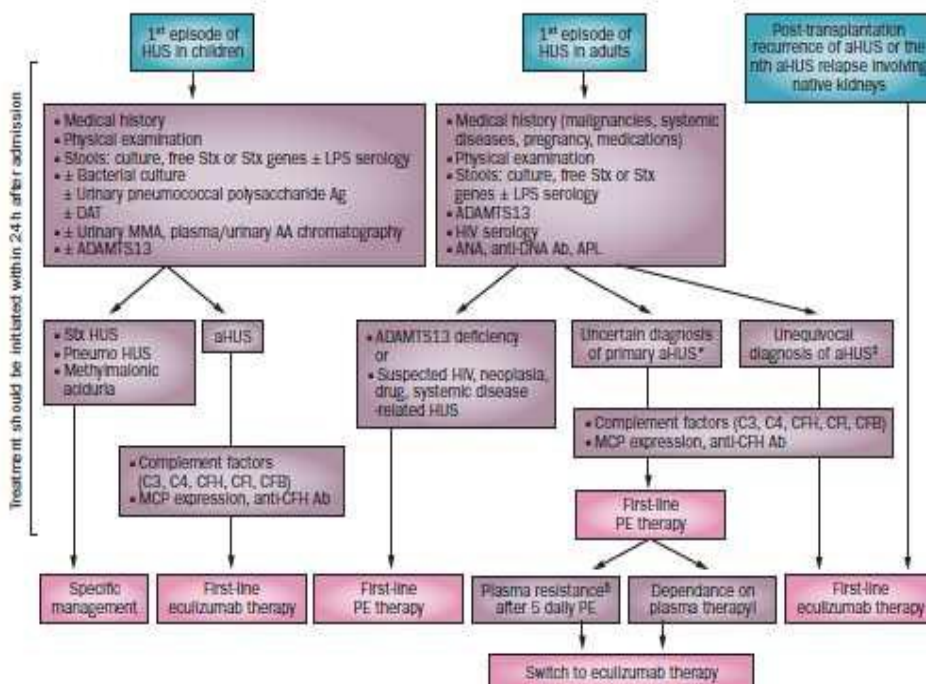 1st episode of
HUS in children
1st episode of
HUS in adults
Post-transplantation
recurrence of aHUS or the
nth aHUS relapse involving
native kidneys
Treatment should be initiated within 24 h after admission
▪ Medical history
▪ Physical examination
▪ Stools: culture, free Stx or Stx genes ± LPS serology
▪ ± Bacterial culture
± Urinary pneumococcal polysaccharide Ag
± DAT
▪ ± Urinary MMA, plasma/urinary AA chromatography
▪ ± ADAMTS13
▪ Medical history (malignancies, systemic
diseases, pregnancy, medications)
▪ Physical examination
▪ Stools: culture, free Stx or Stx
genes ± LPS serology
▪ ADAMTS13
▪ HIV serology
▪ ANA, anti-DNA Ab, APL
▪ Stx HUS
▪ Pneumo HUS
▪ Methylmalonic
aciduria
aHUS
▪ ADAMTS13 deficiency
or
▪ Suspected HIV, neoplasia,
drug, systemic disease
-related HUS
Uncertain diagnosis
of primary aHUS*
Unequivocal
diagnosis of aHUS‡
▪ Complement factors
(C3, C4, CFH, CFI, CFB)
▪ MCP expression, anti-CFH Ab
▪ Complement factors (C3, C4, CFH, CFI, CFB)
▪ MCP expression, anti-CFH Ab
First-line
PE therapy
Specific
management
First-line
eculizumab therapy
First-line
PE therapy
Plasma resistance§
after 5 daily PE
Dependance on
plasma therapy||
First-line
eculizumab therapy
Switch to eculizumab therapy